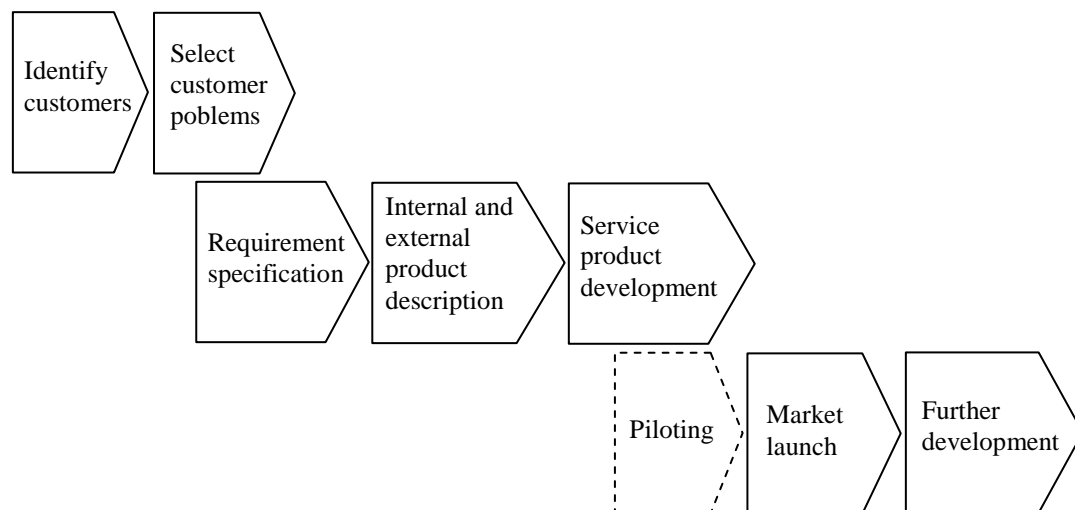 Identify
customers
Select
customer
poblems
Requirement
specification
Internal and
external
product
description
Service
product
development
Piloting
Market
launch
Further
development